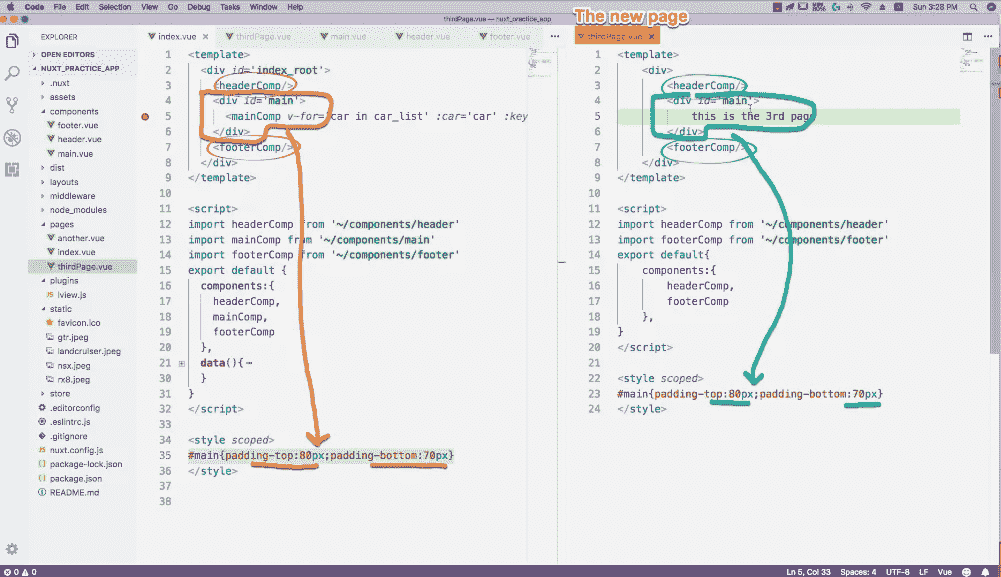 Code File Edit Selection View Go Debug Tasks Window Help
Sun 3:28 PM
thirdPage.vue — nuxt_practice_app
The new page
EXPLORER
OPEN EDITORS
NUXT_PRACTICE_APP
.nuxt
assets
components
footer.vue
header.vue
main.vue
dist
layouts
middleware
node_modules
pages
another.vue
index.vue
thirdPage.vue
plugins
JS iview.js
static
favicon.ico
gtr.jpeg
landcruiser.jpeg
nsx.jpeg
rx8.jpeg
store
.editorconfig
.eslintrc.js
.gitignore
nuxt.config.js
package-lock.json
package.json
README.md
index.vue thirdPage.vue main.vue header.vue footer.vue
1 <template>
2 <div id='index_root'>
3 <headerComp/>
4 <div id='main'>
5 <mainComp v-for='car in car_list' :car='car' :key
6 </div>
7 <footerComp/>
8 </div>
9 </template>
10
11 <script>
12 import headerComp from '~/components/header'
13 import mainComp from '~/components/main'
14 import footerComp from '~/components/footer'
15 export default {
16 components:{
17 headerComp,
18 mainComp,
19 footerComp
20 },
21 data(){
30 }
31 }
32 </script>
33
34 <style scoped>
35 #main{padding-top:80px;padding-bottom:70px}
36 </style>
37
38
thirdPage.vue
1 <template>
2 <div>
3 <headerComp/>
4 <div id='main'>
5 this is the 3rd page
6 </div>
7 <footerComp/>
8 </div>
9 </template>
10
11 <script>
12 import headerComp from '~/components/header'
13 import footerComp from '~/components/footer'
14 export default{
15 components:{
16 headerComp,
17 footerComp
18 },
19 }
20 </script>
21
22 <style scoped>
23 #main{padding-top:80px;padding-bottom:70px}
24 </style>
0 0
Ln 5, Col 33 Spaces: 4 UTF-8 LF Vue